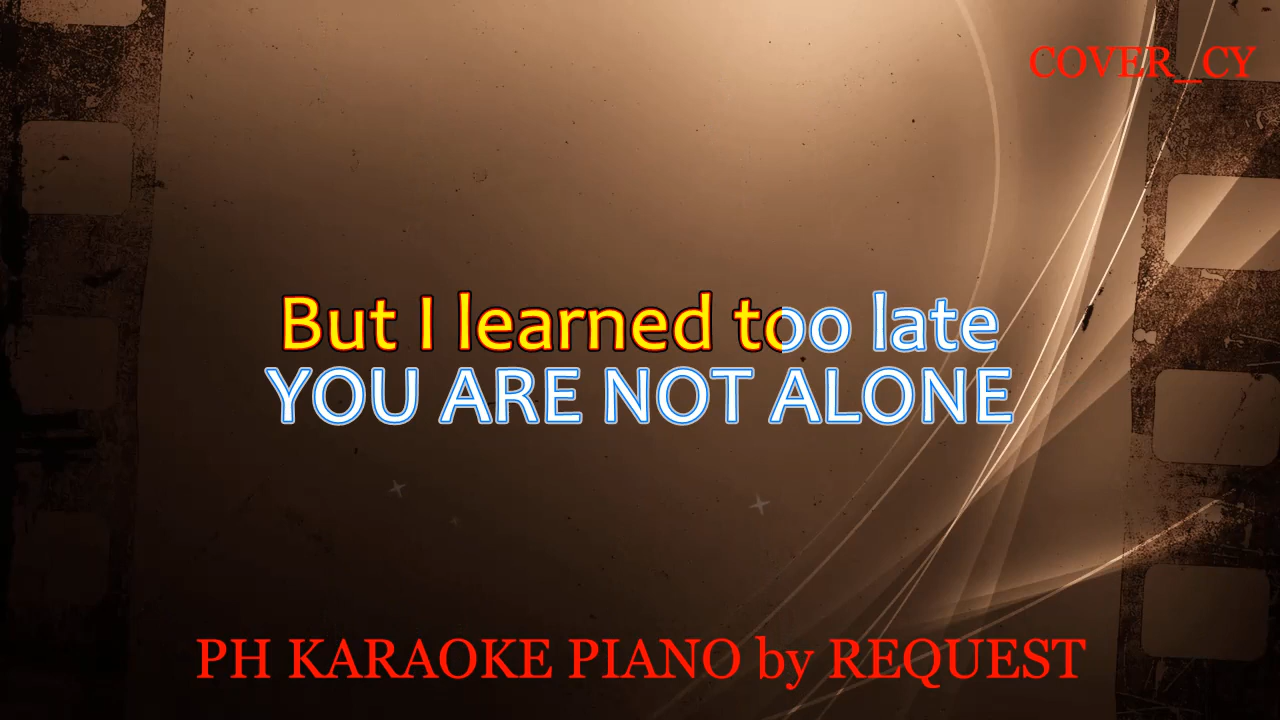 COVER_CY
But I learned too late
YOU ARE NOT ALONE
PH KARAOKE PIANO by REQUEST